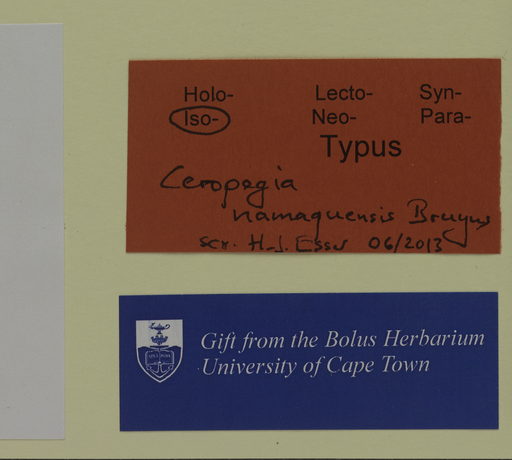 Holo- Lecto- Syn-
Iso- Neo- Para-
Typus
Ceropegia
namaquensis Bruyns
scr. H.-J. Esser 06/2013
Gift from the Bolus Herbarium
University of Cape Town